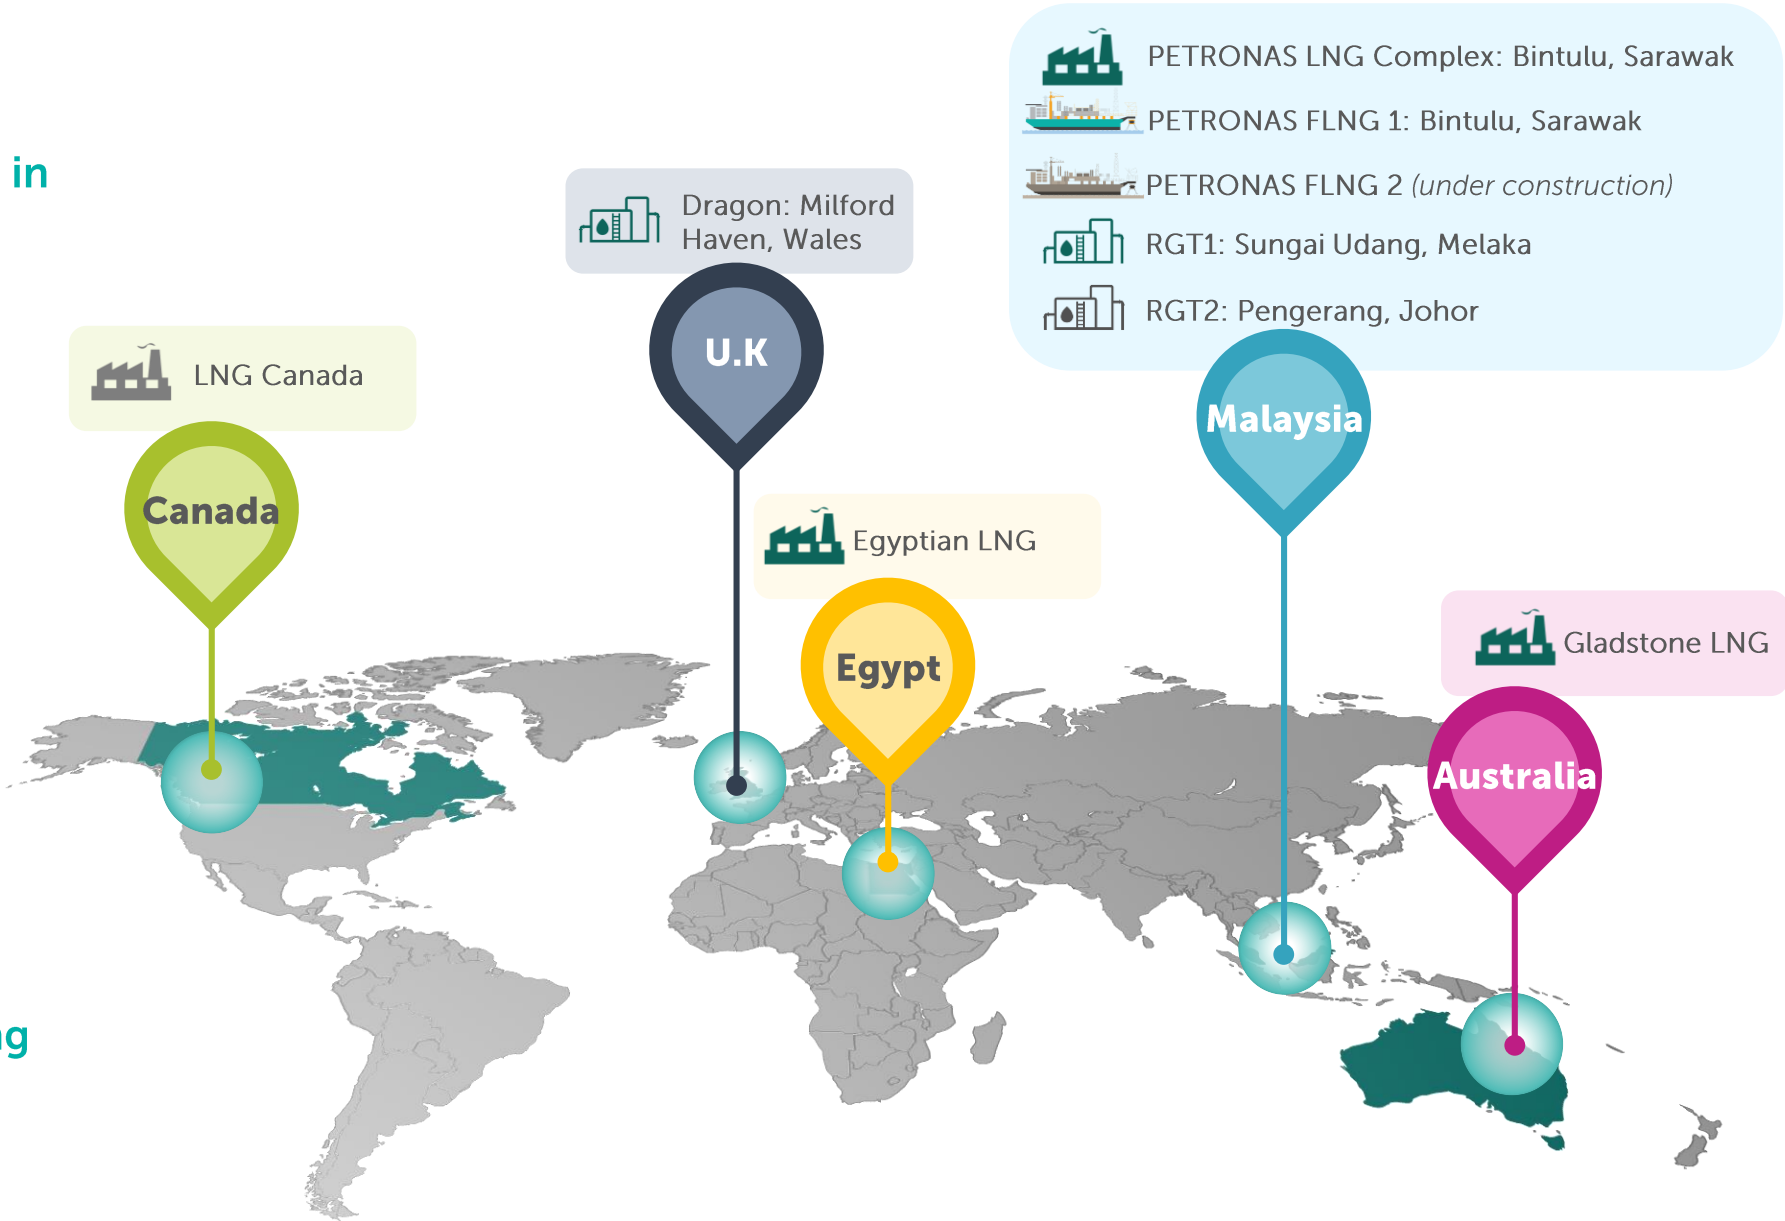 PETRONAS LNG Complex: Bintulu, Sarawak
PETRONAS FLNG 1: Bintulu, Sarawak
PETRONAS FLNG 2 (under construction)
RGT1: Sungai Udang, Melaka
RGT2: Pengerang, Johor
in
Dragon: Milford
Haven, Wales
U.K
LNG Canada
Malaysia
Canada
Egyptian LNG
Egypt
Gladstone LNG
Australia